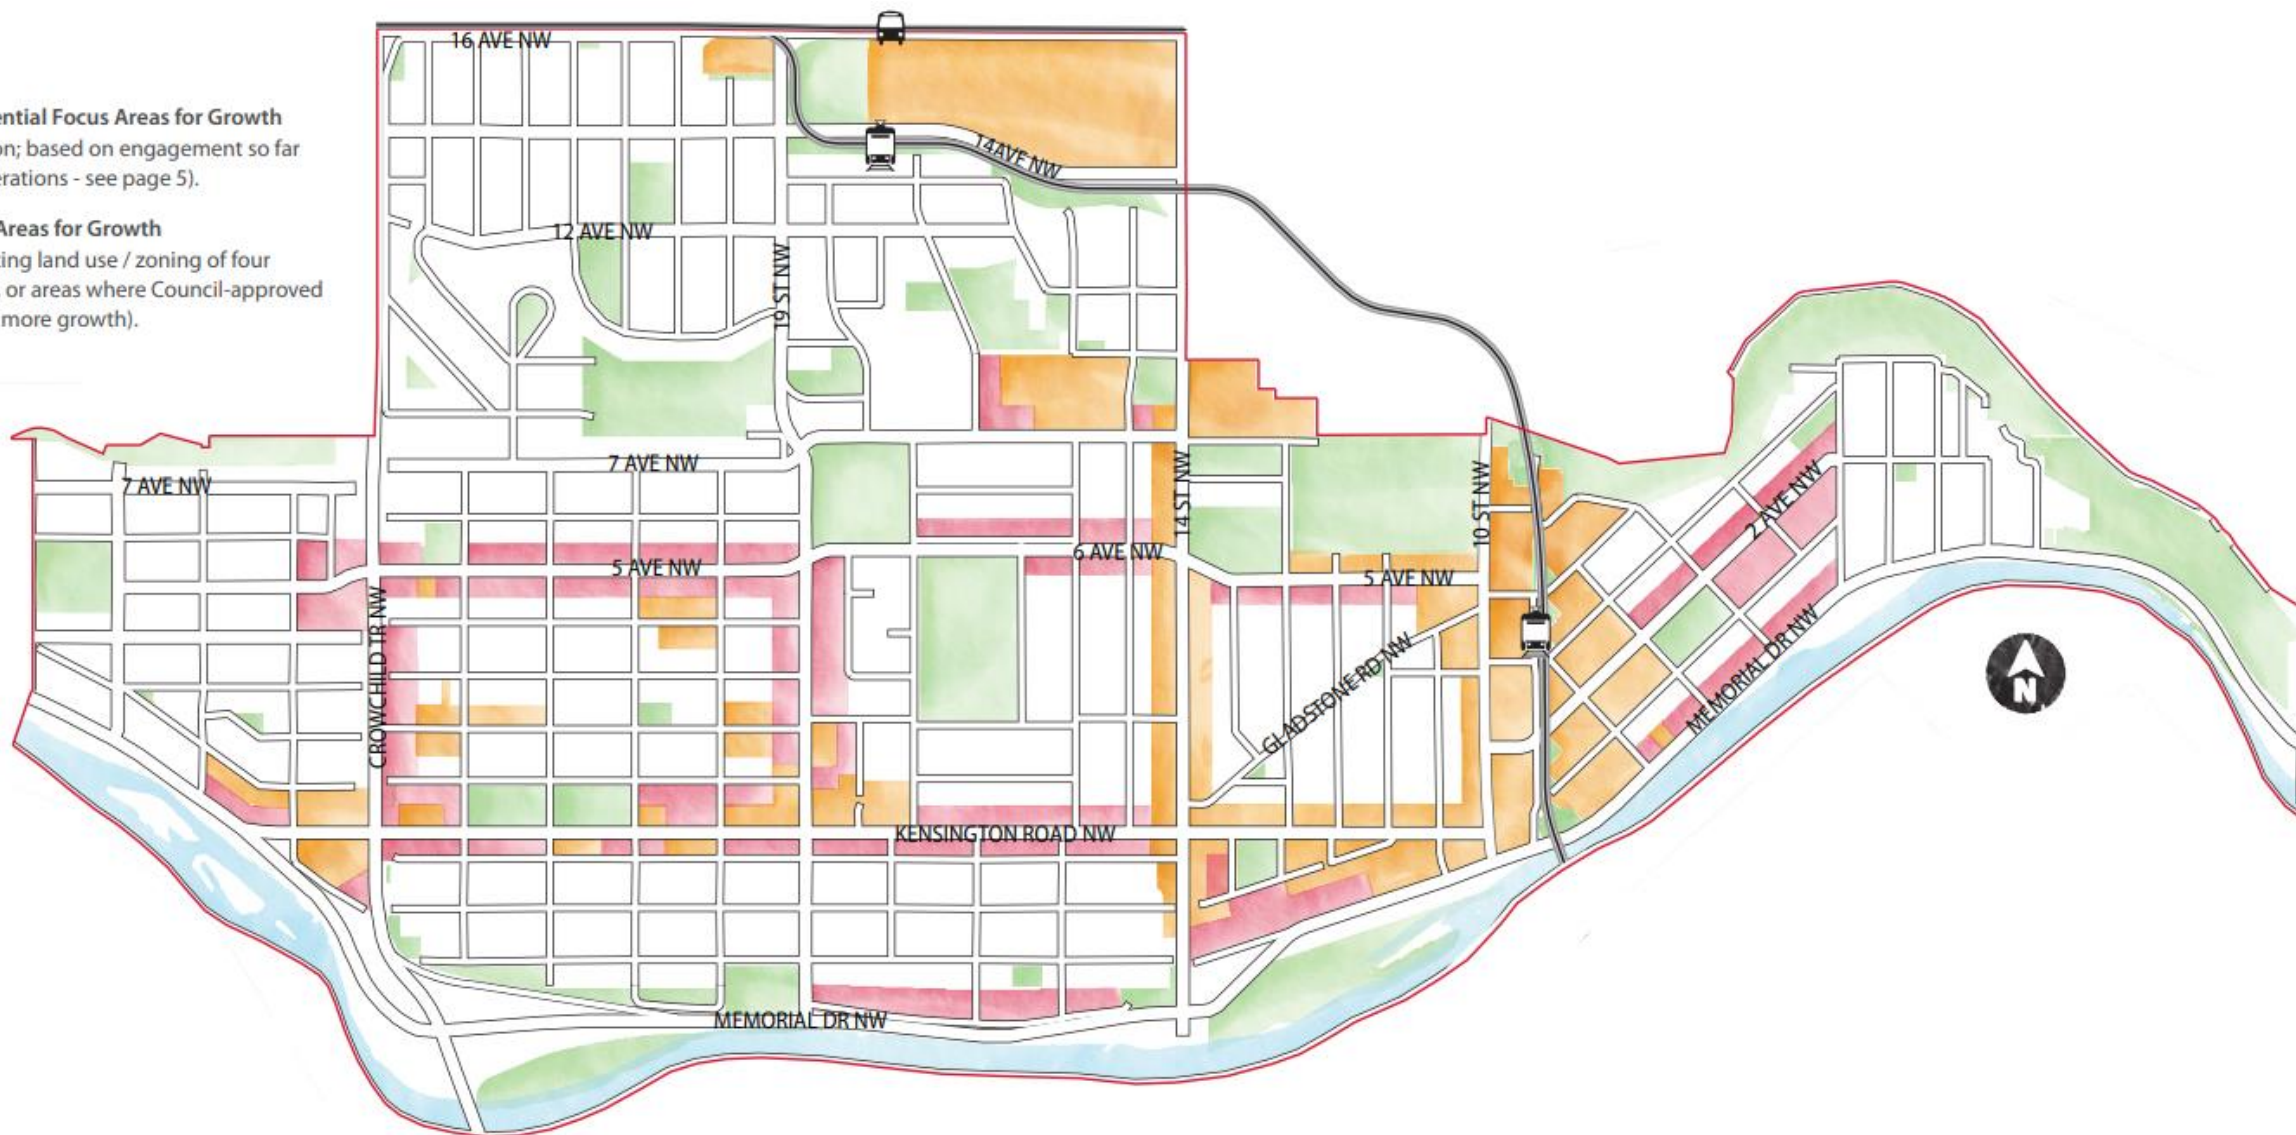 ential Focus Areas for Growth
on; based on engagement so far
erations - see page 5).
Areas for Growth
ting land use / zoning of four
or areas where Council-approved
more growth).
16 AVE NW
14 AVE NW
12 AVE NW
19 ST NW
7 AVE NW
7 AVE NW
14 ST NW
10 ST NW
2 AVE NW
6 AVE NW
5 AVE NW
5 AVE NW
CROWCHILD TR NW
GLADSTONE RD NW
MEMORIAL DR NW
KENSINGTON ROAD NW
MEMORIAL DR NW
N